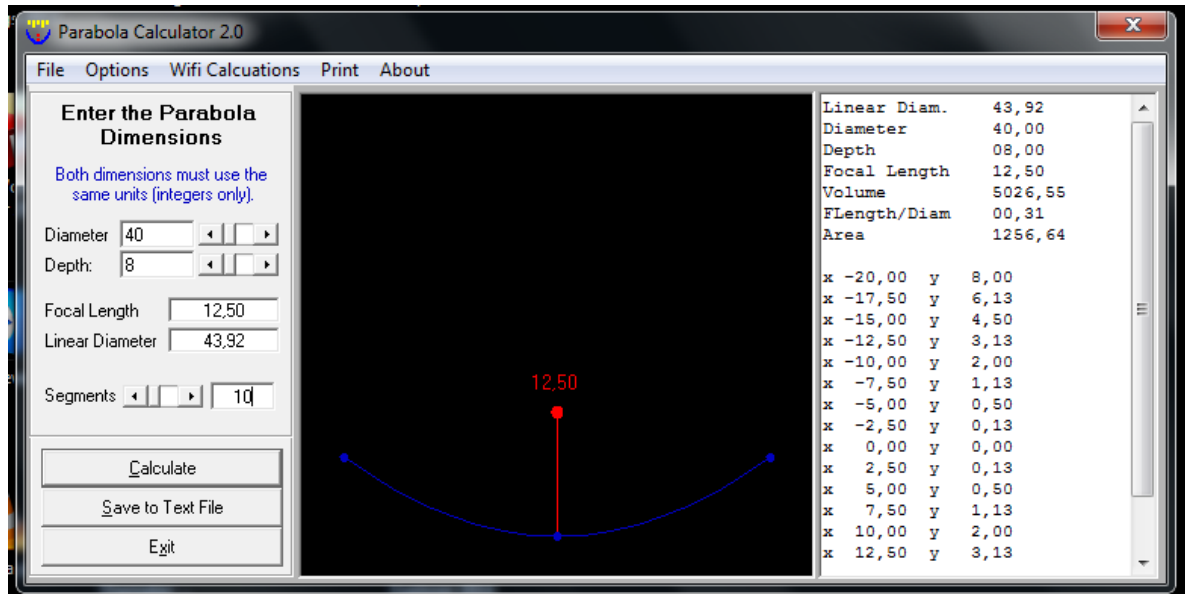 Parabola Calculator 2.0
File Options Wifi Calcuations Print About
Enter the Parabola
Dimensions
Both dimensions must use the
same units (integers only).
Diameter 40
Depth: 8
Focal Length 12,50
Linear Diameter 43,92
Segments 10
Calculate
Save to Text File
Exit
12,50
Linear Diam. 43,92
Diameter 40,00
Depth 08,00
Focal Length 12,50
Volume 5026,55
FLength/Diam 00,31
Area 1256,64
x -20,00 y 8,00
x -17,50 y 6,13
x -15,00 y 4,50
x -12,50 y 3,13
x -10,00 y 2,00
x -7,50 y 1,13
x -5,00 y 0,50
x -2,50 y 0,13
x 0,00 y 0,00
x 2,50 y 0,13
x 5,00 y 0,50
x 7,50 y 1,13
x 10,00 y 2,00
x 12,50 y 3,13